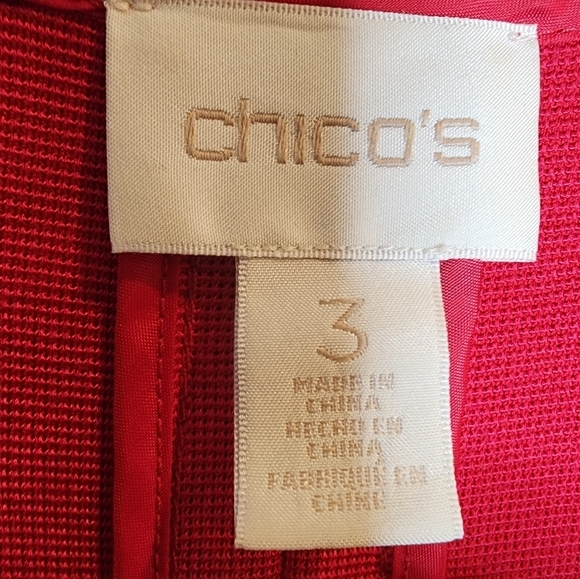 chico's
3
MADE IN
CHINA
HECHO EN
CHINA
FABRIQUE EN
CHINE